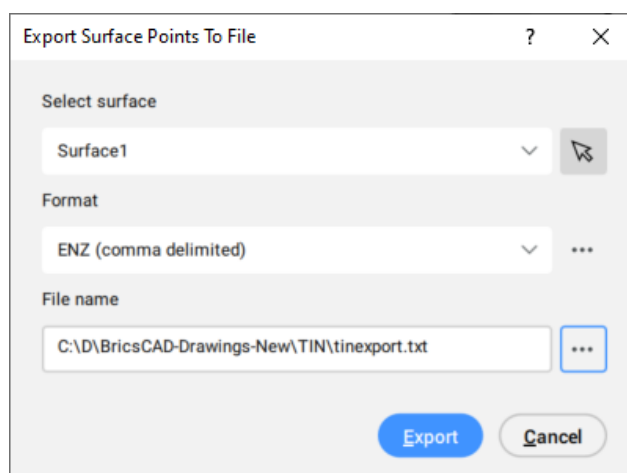 Export Surface Points To File
?
Select surface
Surface1
Format
ENZ (comma delimited)
...
File name
C:\D\BricsCAD-Drawings-New\TIN\tinexport.txt
...
Export
Cancel